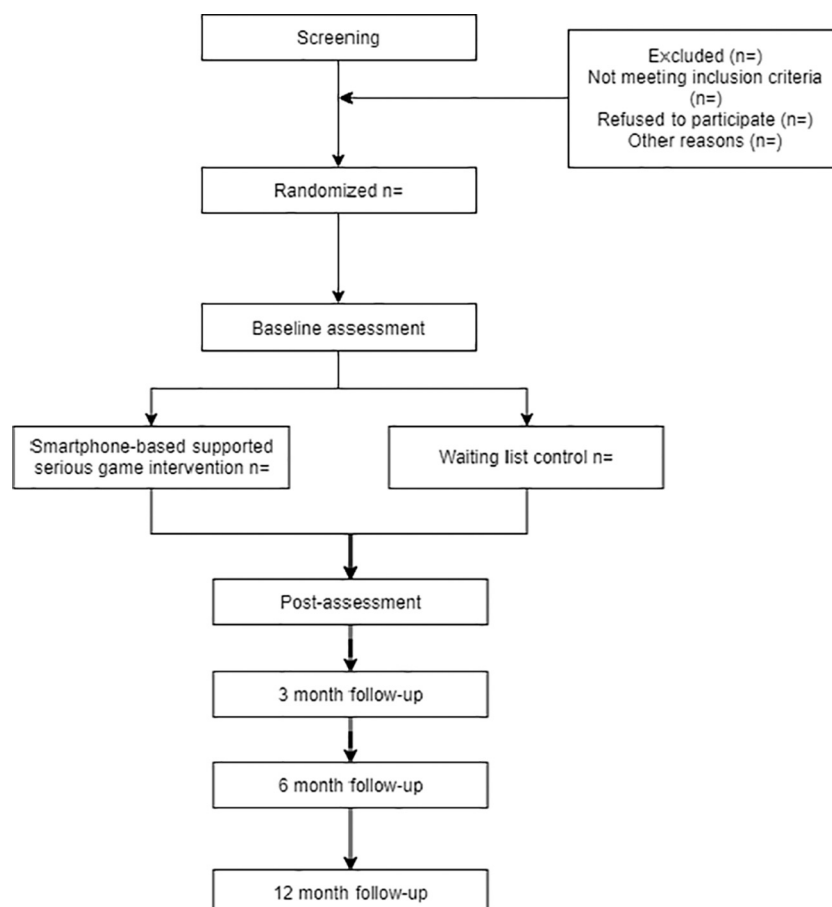 Screening
Excluded (n=)
Not meeting inclusion criteria
(n=)
Refused to participate (n=)
Other reasons (n=)
Randomized n=
Baseline assessment
Smartphone-based supported
serious game intervention n=
Waiting list control n=
Post-assessment
3 month follow-up
6 month follow-up
12 month follow-up